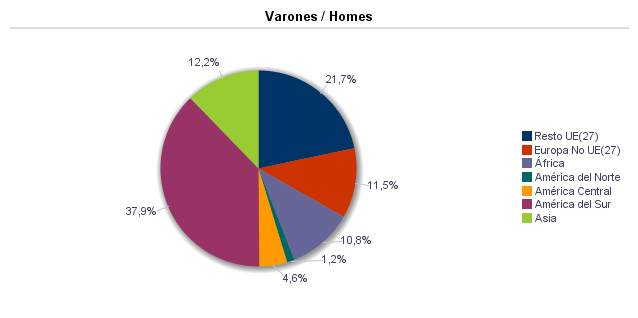 Varones / Homes
12,2%
21,7%
11,5%
10,8%
1,2%
4,6%
37,9%
Resto UE(27)
Europa No UE(27)
África
América del Norte
América Central
América del Sur
Asia